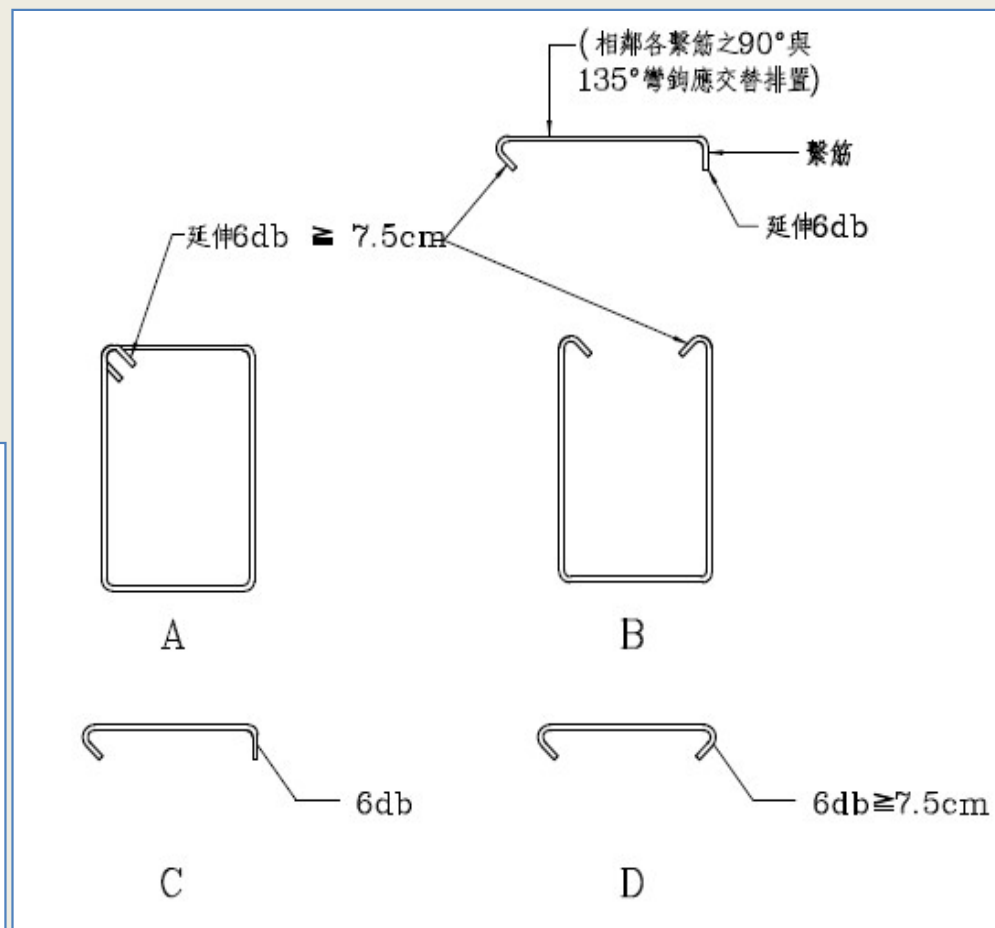 (相鄰各繫筋之90°與
135°彎鉤應交替排置)
繫筋
延伸6db
延伸6db ≧ 7.5cm
A
B
6db
6db≧7.5cm
C
D